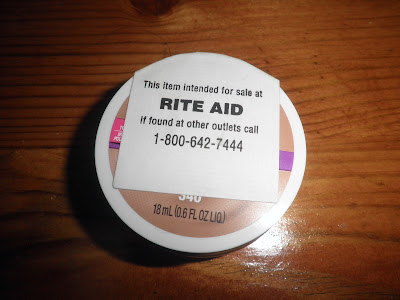 This item intended for sale at
RITE AID
If found at other outlets call
1-800-642-7444
340
18 mL (0.6 FL OZ LIQ.)